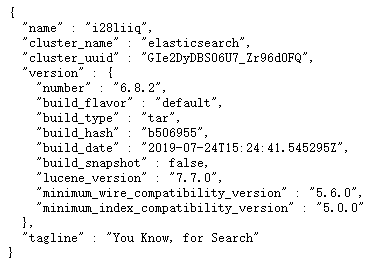 {
  "name" : "i28liiq",
  "cluster_name" : "elasticsearch",
  "cluster_uuid" : "GIe2DyDBS06U7_Zr96dOFQ",
  "version" : {
    "number" : "6.8.2",
    "build_flavor" : "default",
    "build_type" : "tar",
    "build_hash" : "b506955",
    "build_date" : "2019-07-24T15:24:41.545295Z",
    "build_snapshot" : false,
    "lucene_version" : "7.7.0",
    "minimum_wire_compatibility_version" : "5.6.0",
    "minimum_index_compatibility_version" : "5.0.0"
  },
  "tagline" : "You Know, for Search"
}